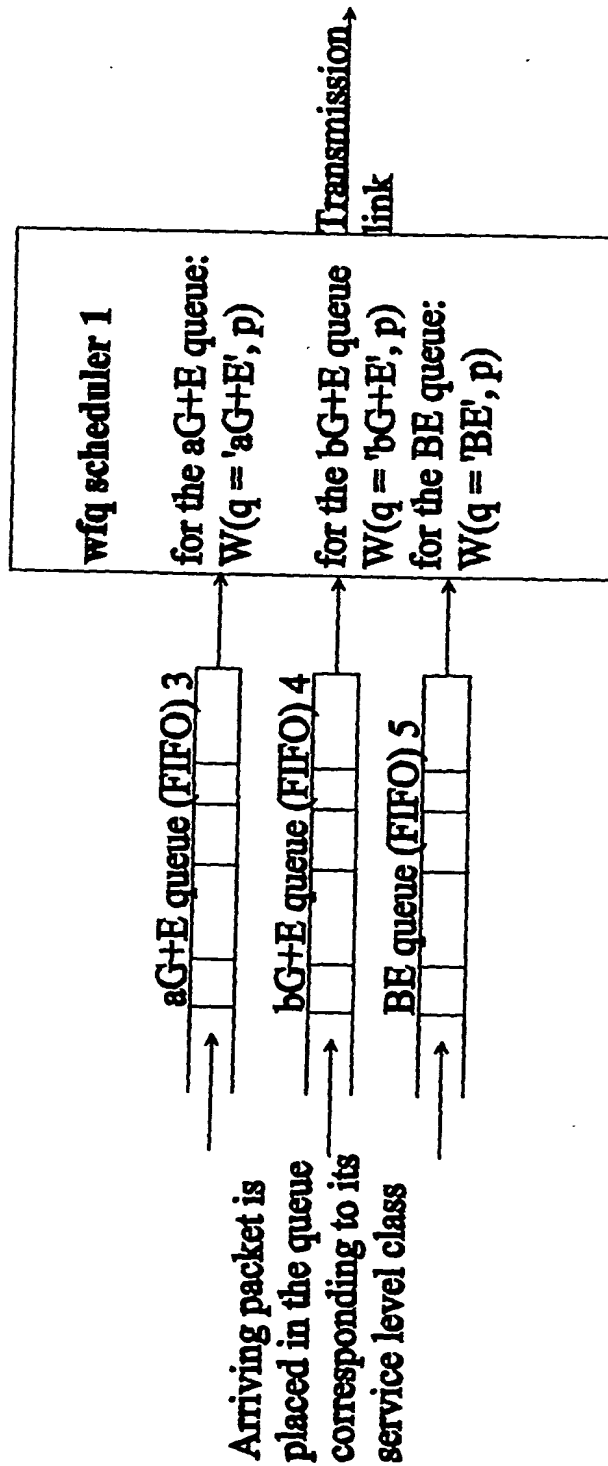 Arriving packet is
placed in the queue
corresponding to its
service level class
aG+E queue (FIFO) 3
bG+E queue (FIFO) 4
BE queue (FIFO) 5
wfq scheduler 1
for the aG+E queue:
W(q = 'aG+E', p)
for the bG+E queue
W(q = 'bG+E', p)
for the BE queue:
W(q = 'BE', p)
Transmission
link